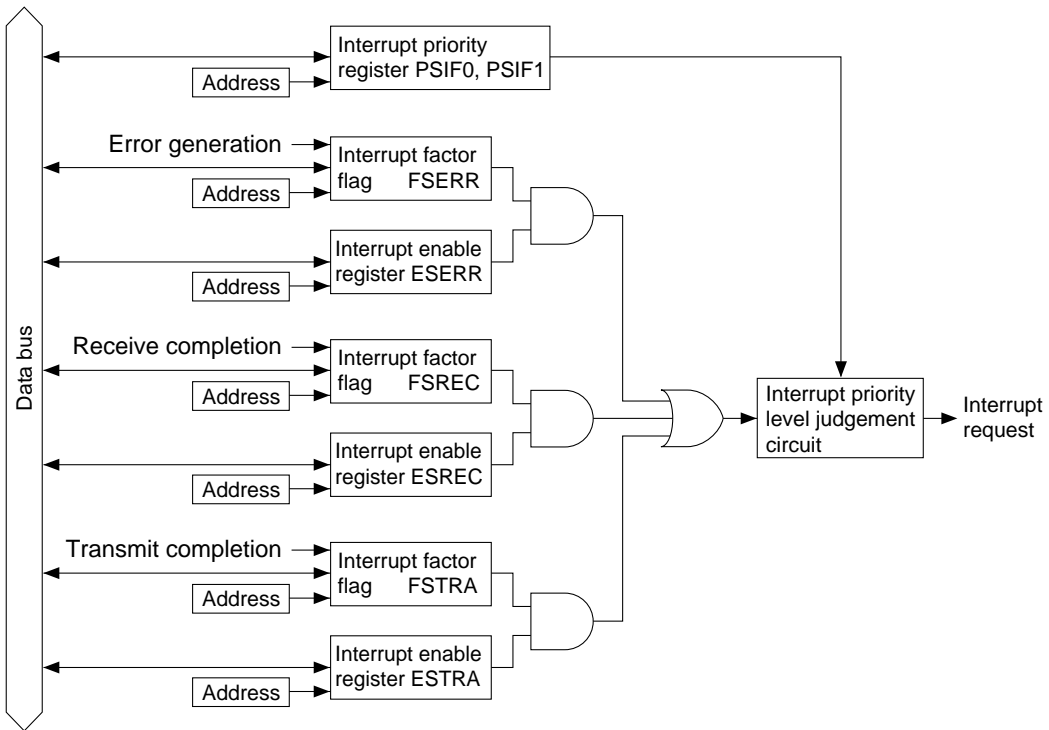 Data bus
Interrupt priority
register PSIF0, PSIF1
Address
Error generation
Interrupt factor
flag FSERR
Address
Interrupt enable
register ESERR
Address
Receive completion
Interrupt factor
flag FSREC
Address
Interrupt enable
register ESREC
Address
Transmit completion
Interrupt factor
flag FSTRA
Address
Interrupt enable
register ESTRA
Address
Interrupt priority
level judgement
circuit
Interrupt
request